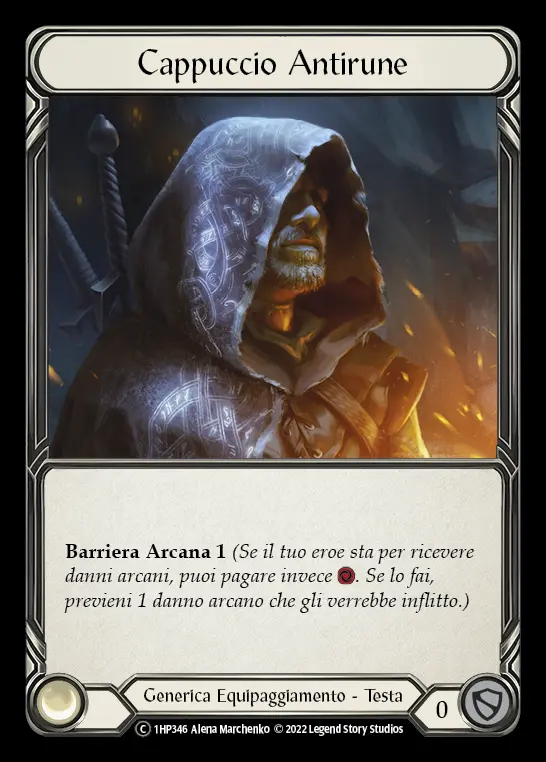 Cappuccio Antirune
Barriera Arcana 1 (Se il tuo eroe sta per ricevere
danni arcani, puoi pagare invece . Se lo fai,
previeni 1 danno arcano che gli verrebbe inflitto.)
Generica Equipaggiamento - Testa
0
C 1HP346 Alena Marchenko © 2022 Legend Story Studios